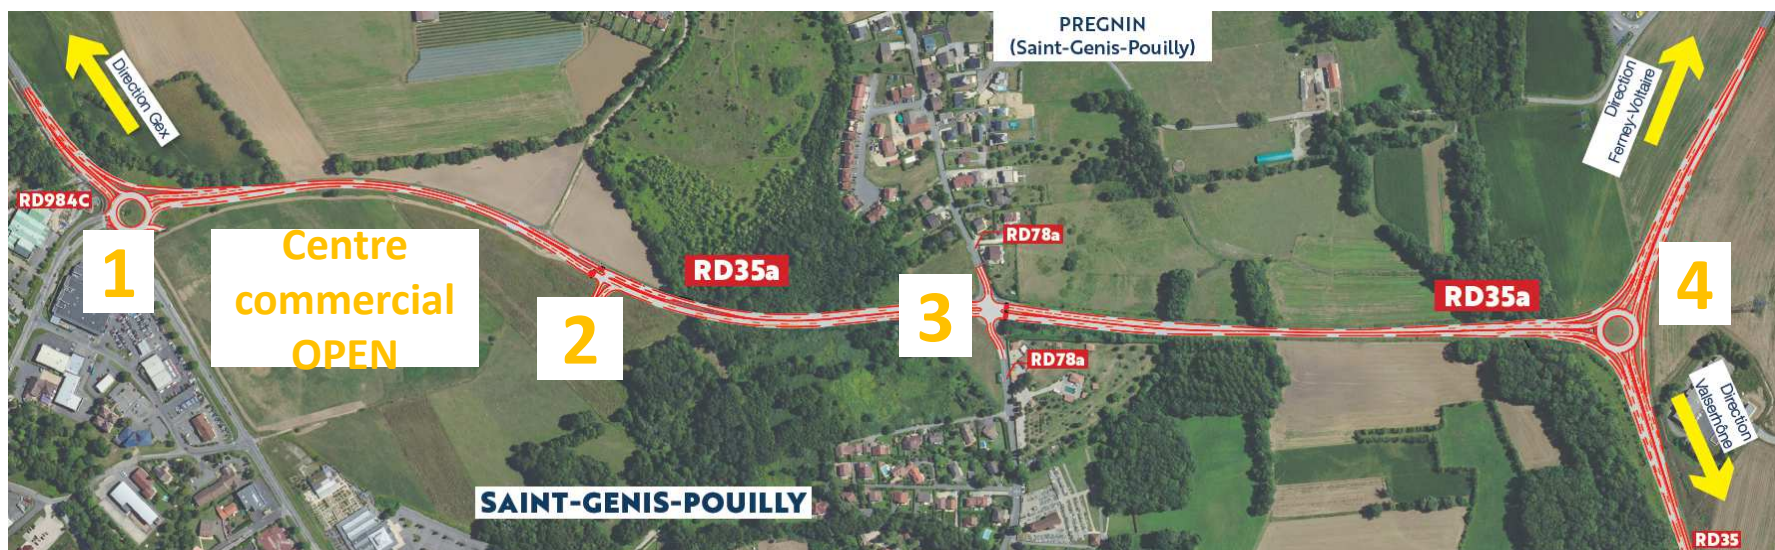 PREGNIN
(Saint-Genis-Pouilly)
Direction Gex
Direction
Ferney-Voltaire
RD984C
1
Centre
commercial
OPEN
2
RD35a
3
RD78a
RD78a
RD35a
4
Direction
Valserhône
SAINT-GENIS-POUILLY
RD35